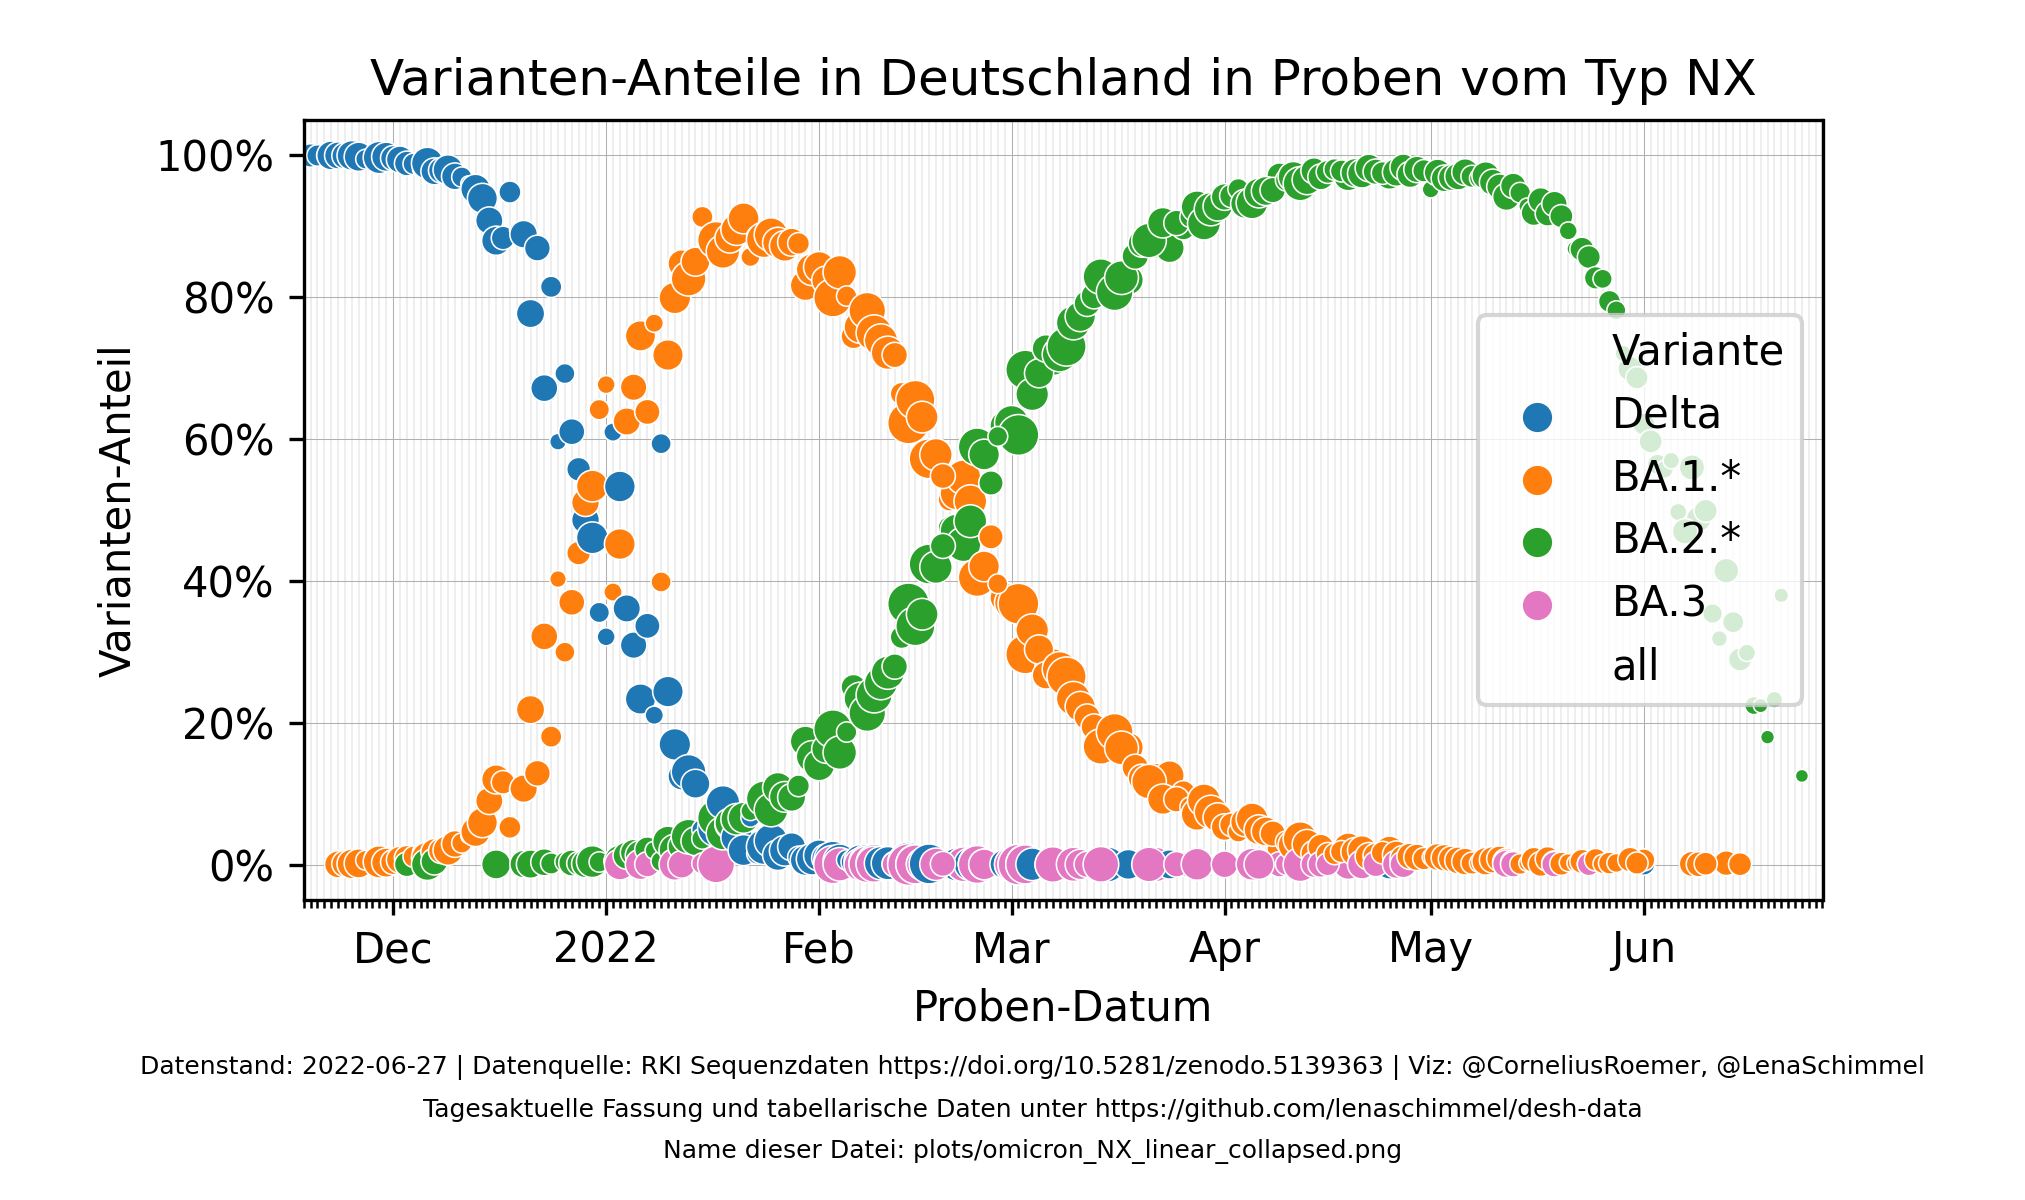 Varianten-Anteile in Deutschland in Proben vom Typ NX
Varianten-Anteil
100%
80%
60%
40%
20%
0%
Variante
Delta
BA.1.*
BA.2.*
BA.3
all
Dec 2022 Feb Mar Apr May Jun
Proben-Datum
Datenstand: 2022-06-27 | Datenquelle: RKI Sequenzdaten https://doi.org/10.5281/zenodo.5139363 | Viz: @CorneliusRoemer, @LenaSchimmel
Tagesaktuelle Fassung und tabellarische Daten unter https://github.com/lenaschimmel/desh-data
Name dieser Datei: plots/omicron_NX_linear_collapsed.png